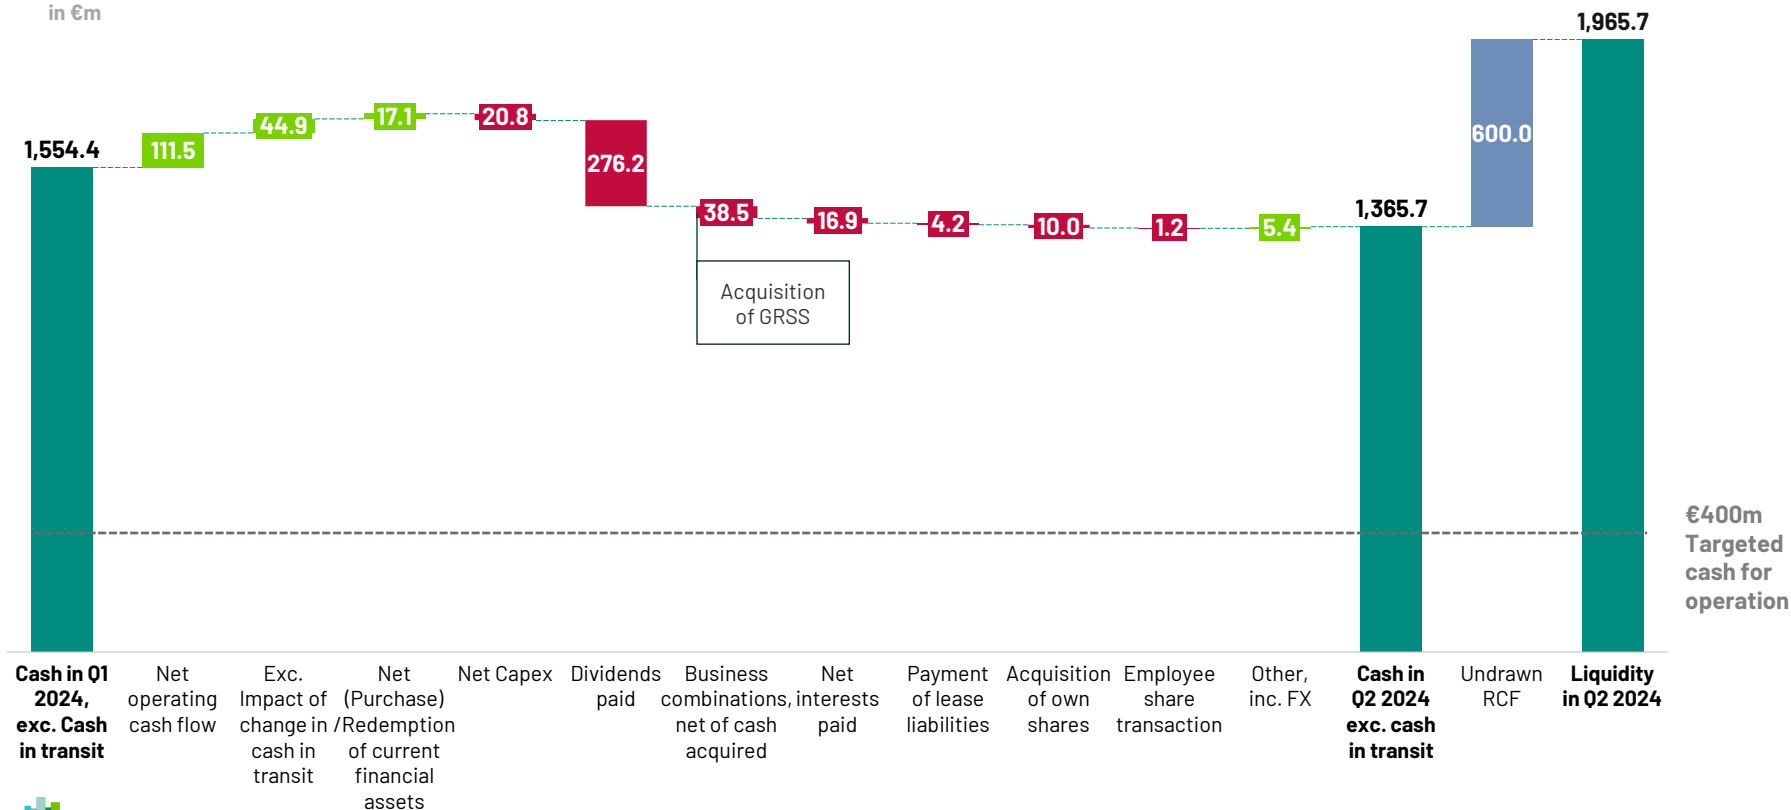 in €m
1,554.4
111.5
44.9
17.1
20.8
276.2
38.5
16.9
4.2
10.0
1.2
5.4
1,365.7
600.0
1,965.7
Acquisition
of GRSS
€400m
Targeted
cash for
operation
Cash in Q1
2024,
exc. Cash
in transit
Net
operating
cash flow
Exc.
Impact of
change in
cash in
transit
Net
(Purchase)
/Redemption
of current
financial
assets
Net Capex
Dividends
paid
Business
combinations,
net of cash
acquired
Net
interests
paid
Payment
of lease
liabilities
Acquisition
of own
shares
Employee
share
transaction
Other,
inc. FX
Cash in
Q2 2024
exc. cash
in transit
Undrawn
RCF
Liquidity
in Q2 2024